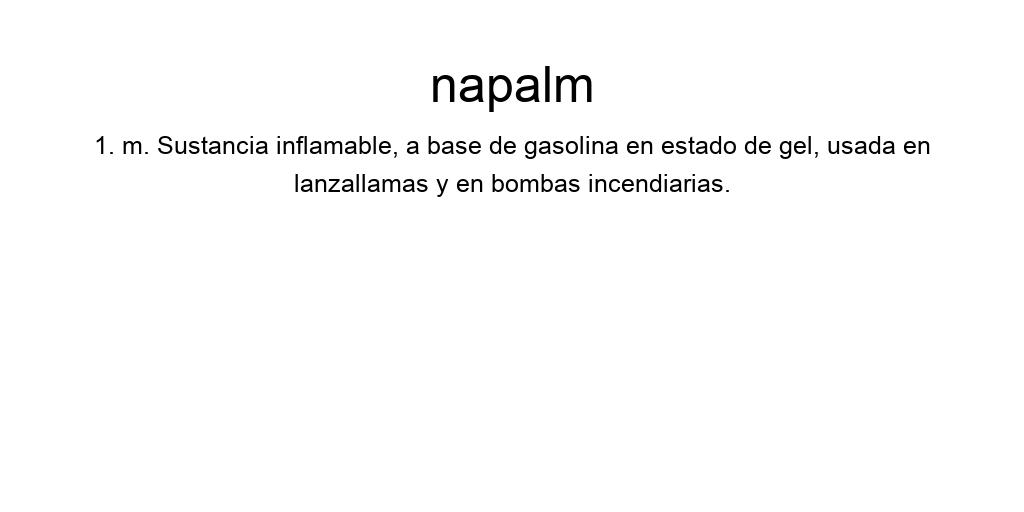 napalm
1. m. Sustancia inflamable, a base de gasolina en estado de gel, usada en
lanzallamas y en bombas incendiarias.